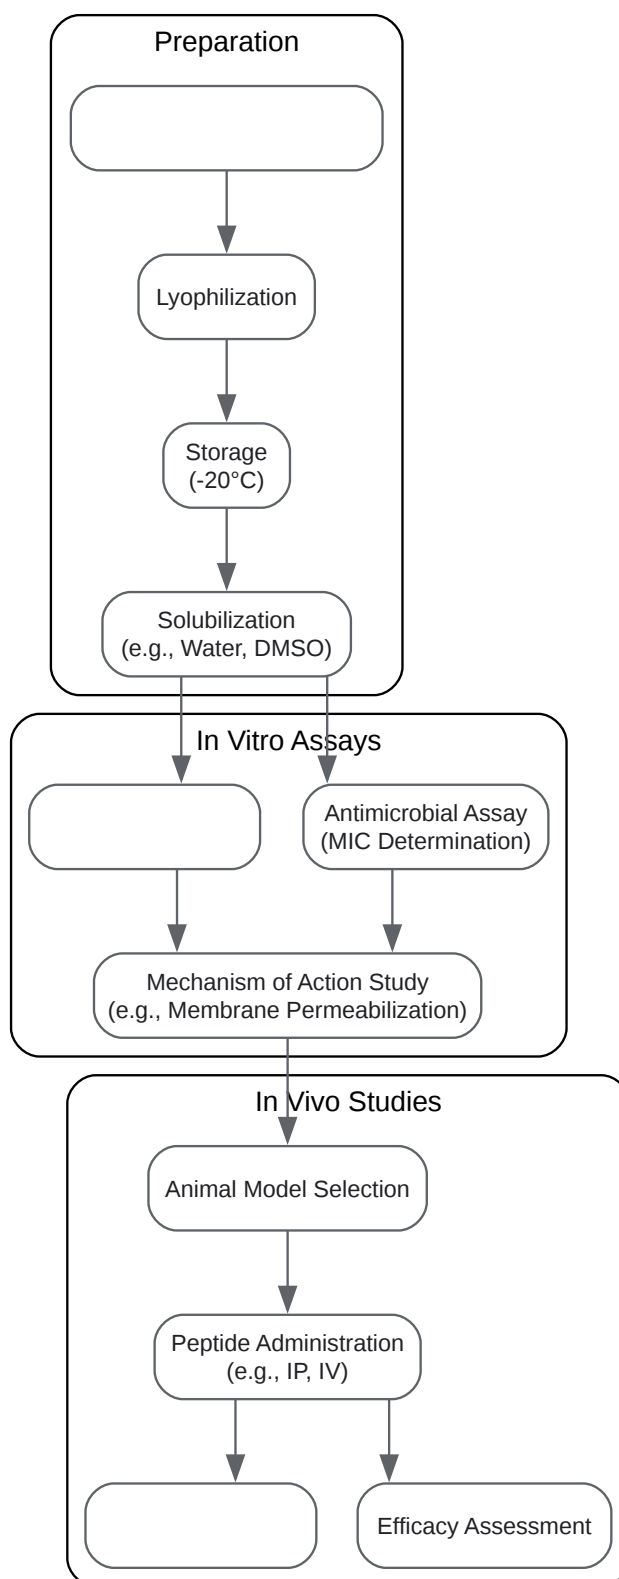 Preparation
Lyophilization
Storage
(-20°C)
Solubilization
(e.g., Water, DMSO)
In Vitro Assays
Antimicrobial Assay
(MIC Determination)
Mechanism of Action Study
(e.g., Membrane Permeabilization)
In Vivo Studies
Animal Model Selection
Peptide Administration
(e.g., IP, IV)
Efficacy Assessment